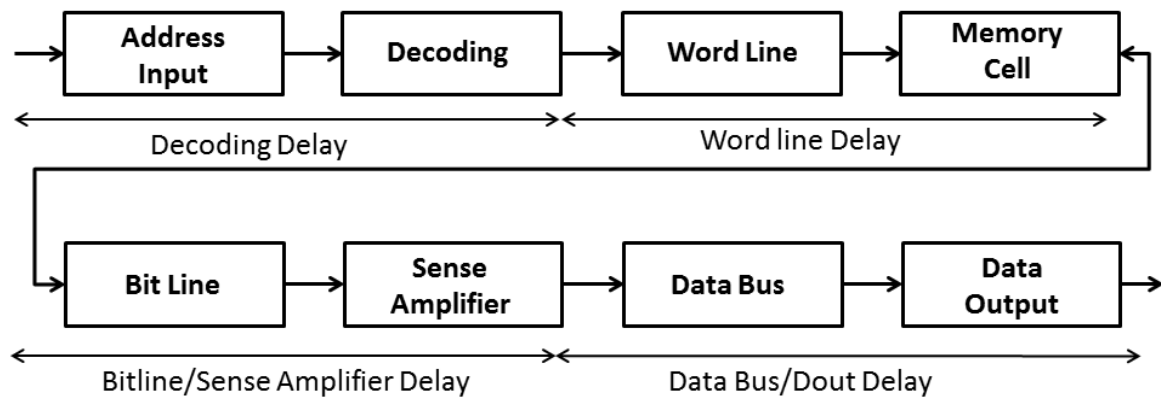 Address
Input
Decoding
Word Line
Memory
Cell
Decoding Delay
Word line Delay
Bit Line
Sense
Amplifier
Data Bus
Data
Output
Bitline/Sense Amplifier Delay
Data Bus/Dout Delay